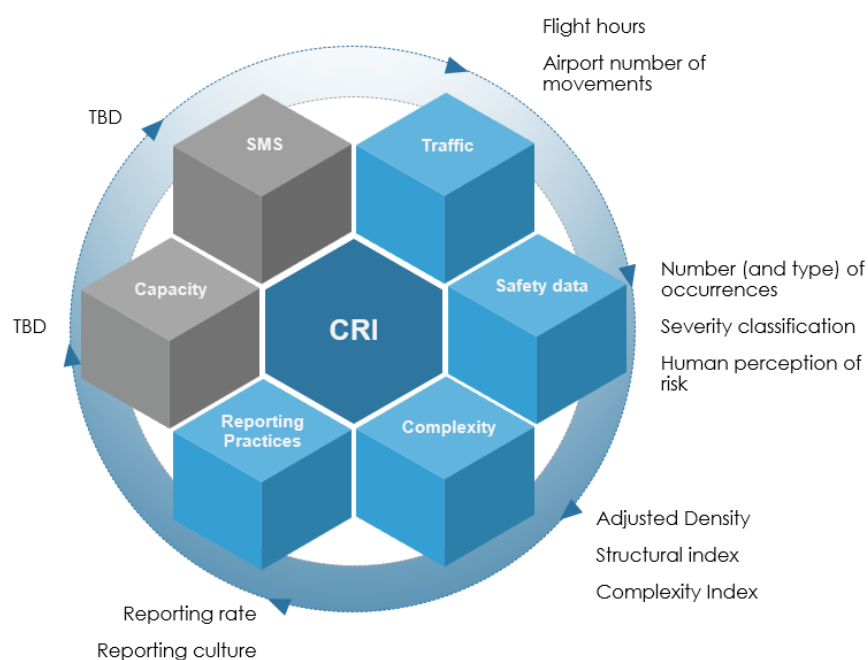 Flight hours
Airport number of
movements
TBD
SMS
Traffic
Number (and type) of
occurrences
Severity classification
Human perception of
risk
Capacity
Safety data
TBD
CRI
Reporting
Practices
Complexity
Adjusted Density
Structural index
Complexity Index
Reporting rate
Reporting culture